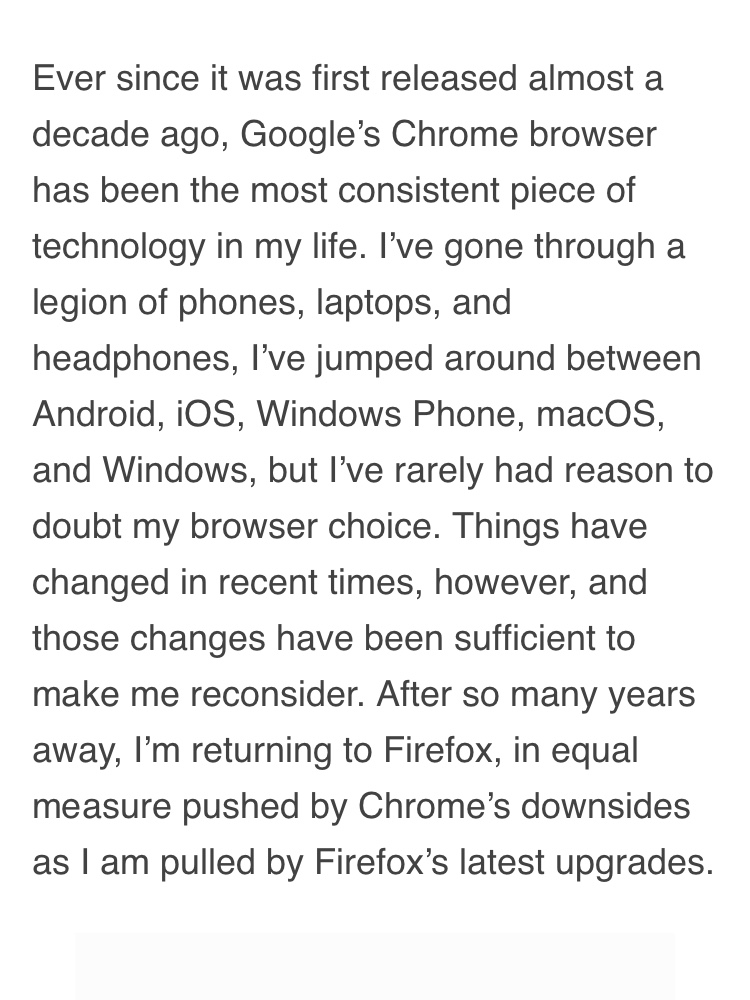 Ever since it was first released almost a
decade ago, Google’s Chrome browser
has been the most consistent piece of
technology in my life. I’ve gone through a
legion of phones, laptops, and
headphones, I’ve jumped around between
Android, iOS, Windows Phone, macOS,
and Windows, but I’ve rarely had reason to
doubt my browser choice. Things have
changed in recent times, however, and
those changes have been sufficient to
make me reconsider. After so many years
away, I’m returning to Firefox, in equal
measure pushed by Chrome’s downsides
as I am pulled by Firefox’s latest upgrades.